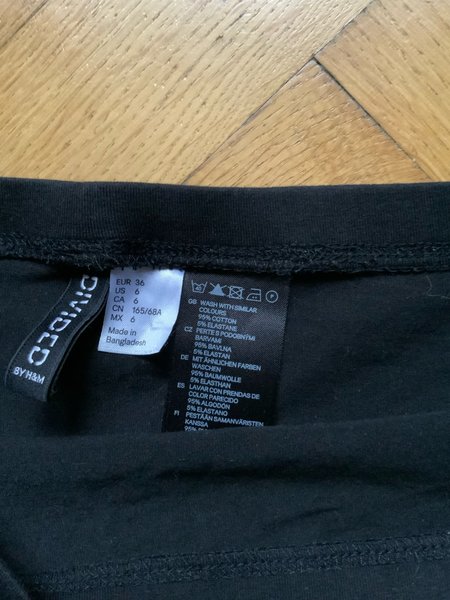 DIVIDED
BY H&M
EUR 36
US 6
CA 6
CN 165/68A
MX 6
Made in
Bangladesh
GB WASH WITH SIMILAR
COLOURS
95% COTTON
5% ELASTANE
CZ PERTE S PODOBNÝMI
BARVAMI
95% BAVLNA
5% ELASTAN
DE MIT ÄHNLICHEN FARBEN
WASCHEN
95% BAUMWOLLE
5% ELASTHAN
ES LAVAR CON PRENDAS DE
COLOR PARECIDO
95% ALGODÓN
5% ELASTANO
FI PESTÄÄN SAMANVÄRISTEN
KANSSA